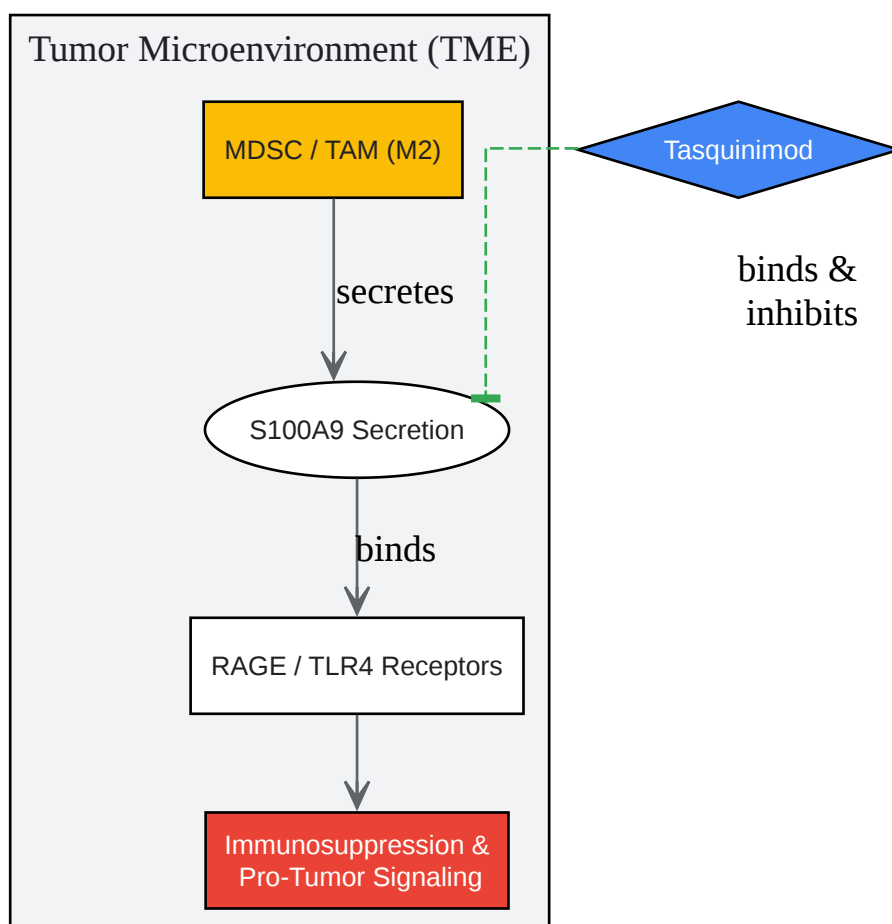 Tumor Microenvironment (TME)
MDSC / TAM (M2)
Tasquinimod
binds &
inhibits
secretes
S100A9 Secretion
binds
RAGE / TLR4 Receptors
Immunosuppression &
Pro-Tumor Signaling